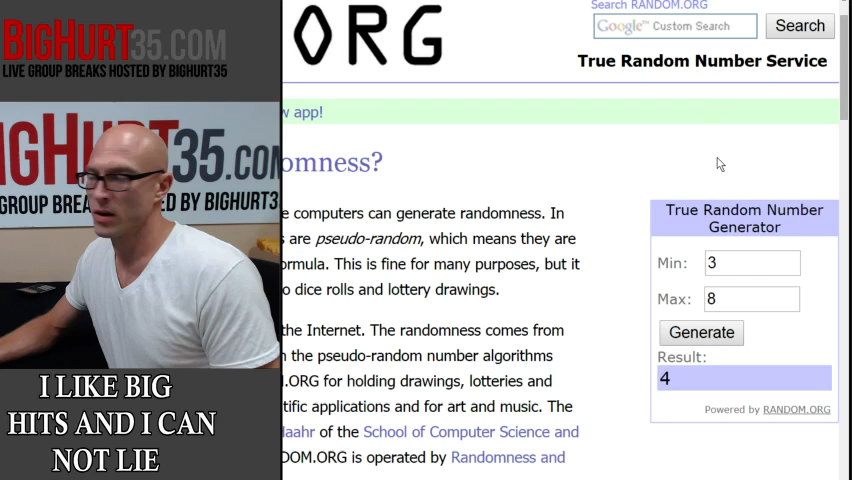 BIGHURT35.COM
LIVE GROUP BREAKS HOSTED BY BIGHURT35
IGHURT35.COM
GROUP BREA ED BY BIGHURT3
I LIKE BIG
HITS AND I CAN
NOT LIE
ORG
Search RANDOM.ORG
Google™ Custom Search
Search
True Random Number Service
w app!
omness?
e computers can generate randomness. In
s are pseudo-random, which means they are
ormula. This is fine for many purposes, but it
o dice rolls and lottery drawings.
the Internet. The randomness comes from
n the pseudo-random number algorithms
M.ORG for holding drawings, lotteries and
tific applications and for art and music. The
Haahr of the School of Computer Science and
DOM.ORG is operated by Randomness and
True Random Number
Generator
Min: 3
Max: 8
Generate
Result:
4
Powered by RANDOM.ORG